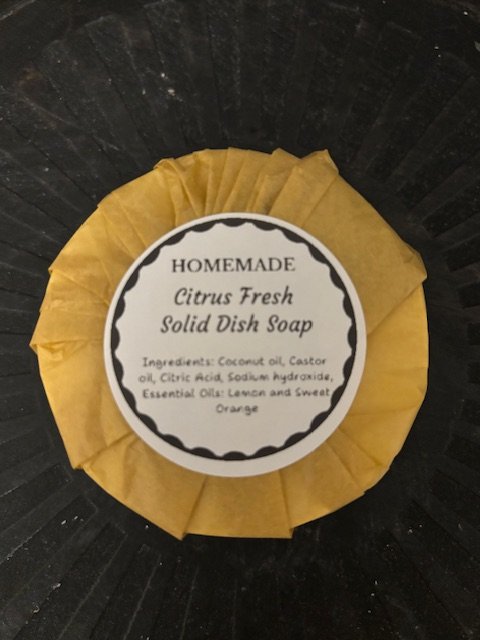 HOMEMADE
Citrus Fresh
Solid Dish Soap
Ingredients: Coconut oil, Castor
oil, Citric Acid, Sodium hydroxide,
Essential Oils: Lemon and Sweet
Orange